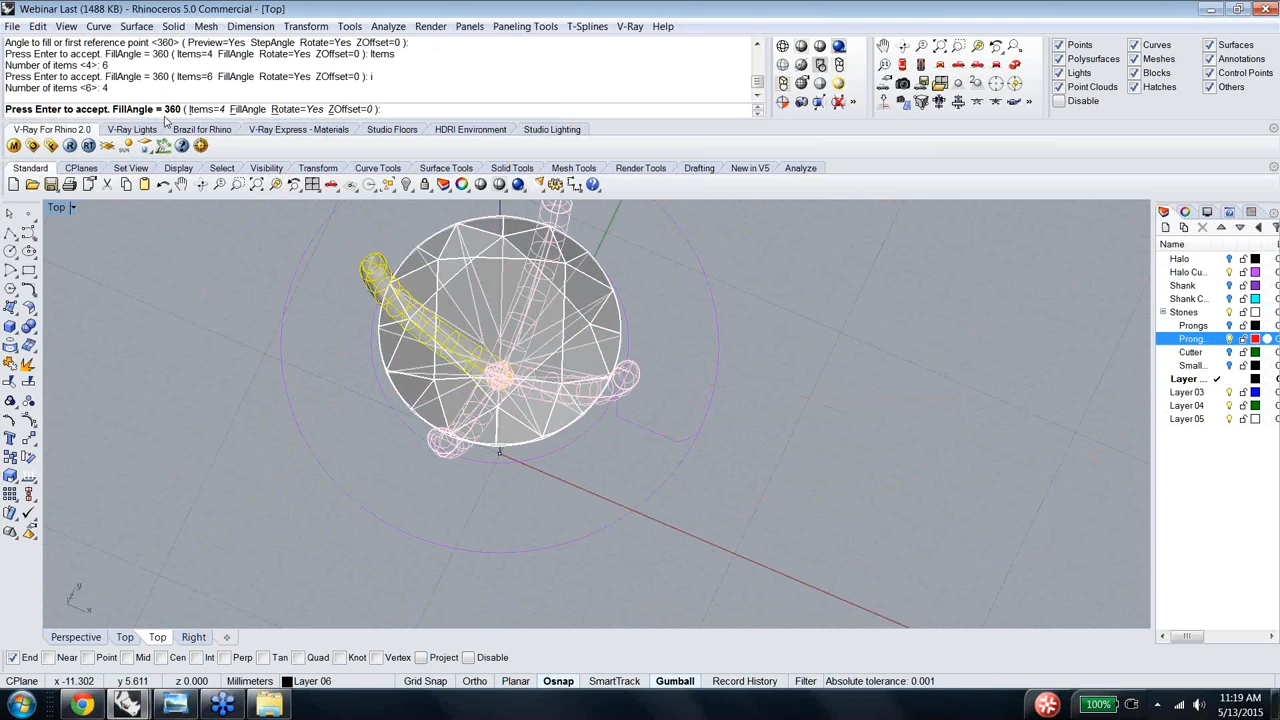 Webinar Last (1488 KB) - Rhinoceros 5.0 Commercial - [Top]
File Edit View Curve Surface Solid Mesh Dimension Transform Tools Analyze Render Panels Paneling Tools T-Splines V-Ray Help
Angle to fill or first reference point <360> ( Preview=Yes StepAngle Rotate=Yes ZOffset=0 ):
Press Enter to accept. FillAngle = 360 ( Items=4 FillAngle Rotate=Yes ZOffset=0 ): Items
Number of items <4>: 6
Press Enter to accept. FillAngle = 360 ( Items=6 FillAngle Rotate=Yes ZOffset=0 ): i
Number of items <6>: 4
Press Enter to accept. FillAngle = 360 ( Items=4 FillAngle Rotate=Yes ZOffset=0 ):
Points Curves Surfaces
Polysurfaces Meshes Annotations
Lights Blocks Control Points
Point Clouds Hatches Others
Disable
V-Ray For Rhino 2.0 V-Ray Lights Brazil for Rhino V-Ray Express - Materials Studio Floors HDRI Environment Studio Lighting
Standard CPlanes Set View Display Select Visibility Transform Curve Tools Surface Tools Solid Tools Mesh Tools Render Tools Drafting New in V5 Analyze
Top
Name
Halo
Halo Cu...
Shank
Shank C...
Stones
Prongs
Prong...
Cutter
Small...
Layer ...
Layer 03
Layer 04
Layer 05
y
z
x
Perspective Top Top Right
End Near Point Mid Cen Int Perp Tan Quad Knot Vertex Project Disable
CPlane x -11.302 y 5.611 z 0.000 Millimeters Layer 06 Grid Snap Ortho Planar Osnap SmartTrack Gumball Record History Filter Absolute tolerance: 0.001
100% 11:19 AM
5/13/2015